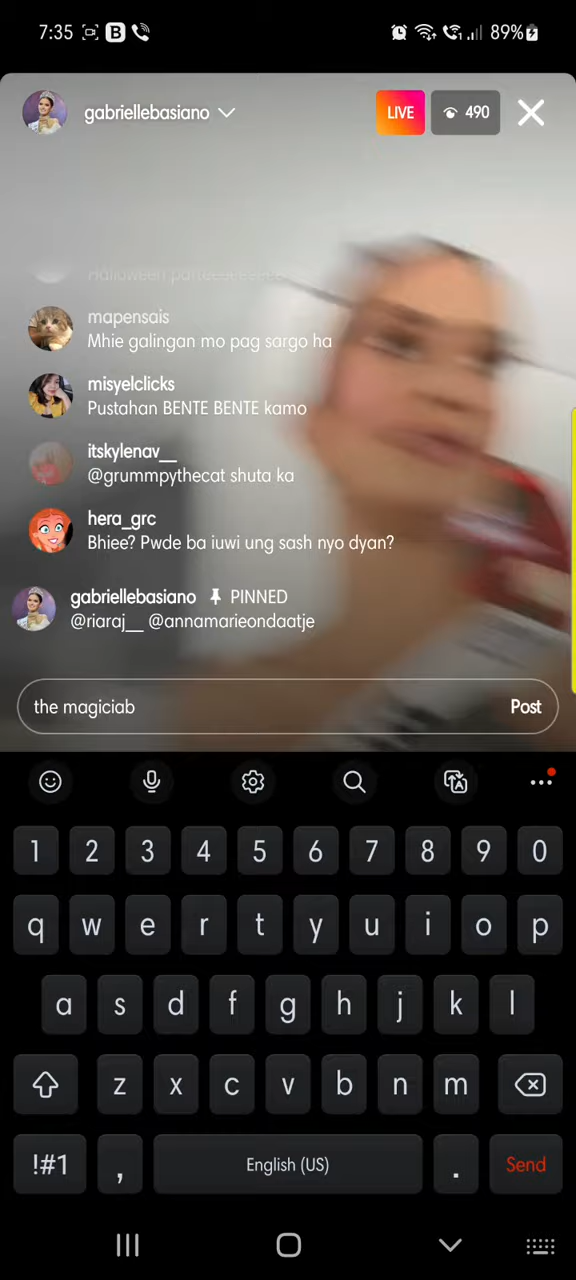 7:35 B 89%
gabriellebasiano LIVE 490
mapensais
Mhie galingan mo pag sargo ha
misyelclicks
Pustahan BENTE BENTE kamo
itskylenav__
@grummpythecat shuta ka
hera_grc
Bhiee? Pwde ba iuwi ung sash nyo dyan?
gabriellebasiano PINNED
@riaraj__ @annamarieondaatje
the magiciab Post
1 2 3 4 5 6 7 8 9 0
q w e r t y u i o p
a s d f g h j k l
z x c v b n m
!#1 , English (US) . Send